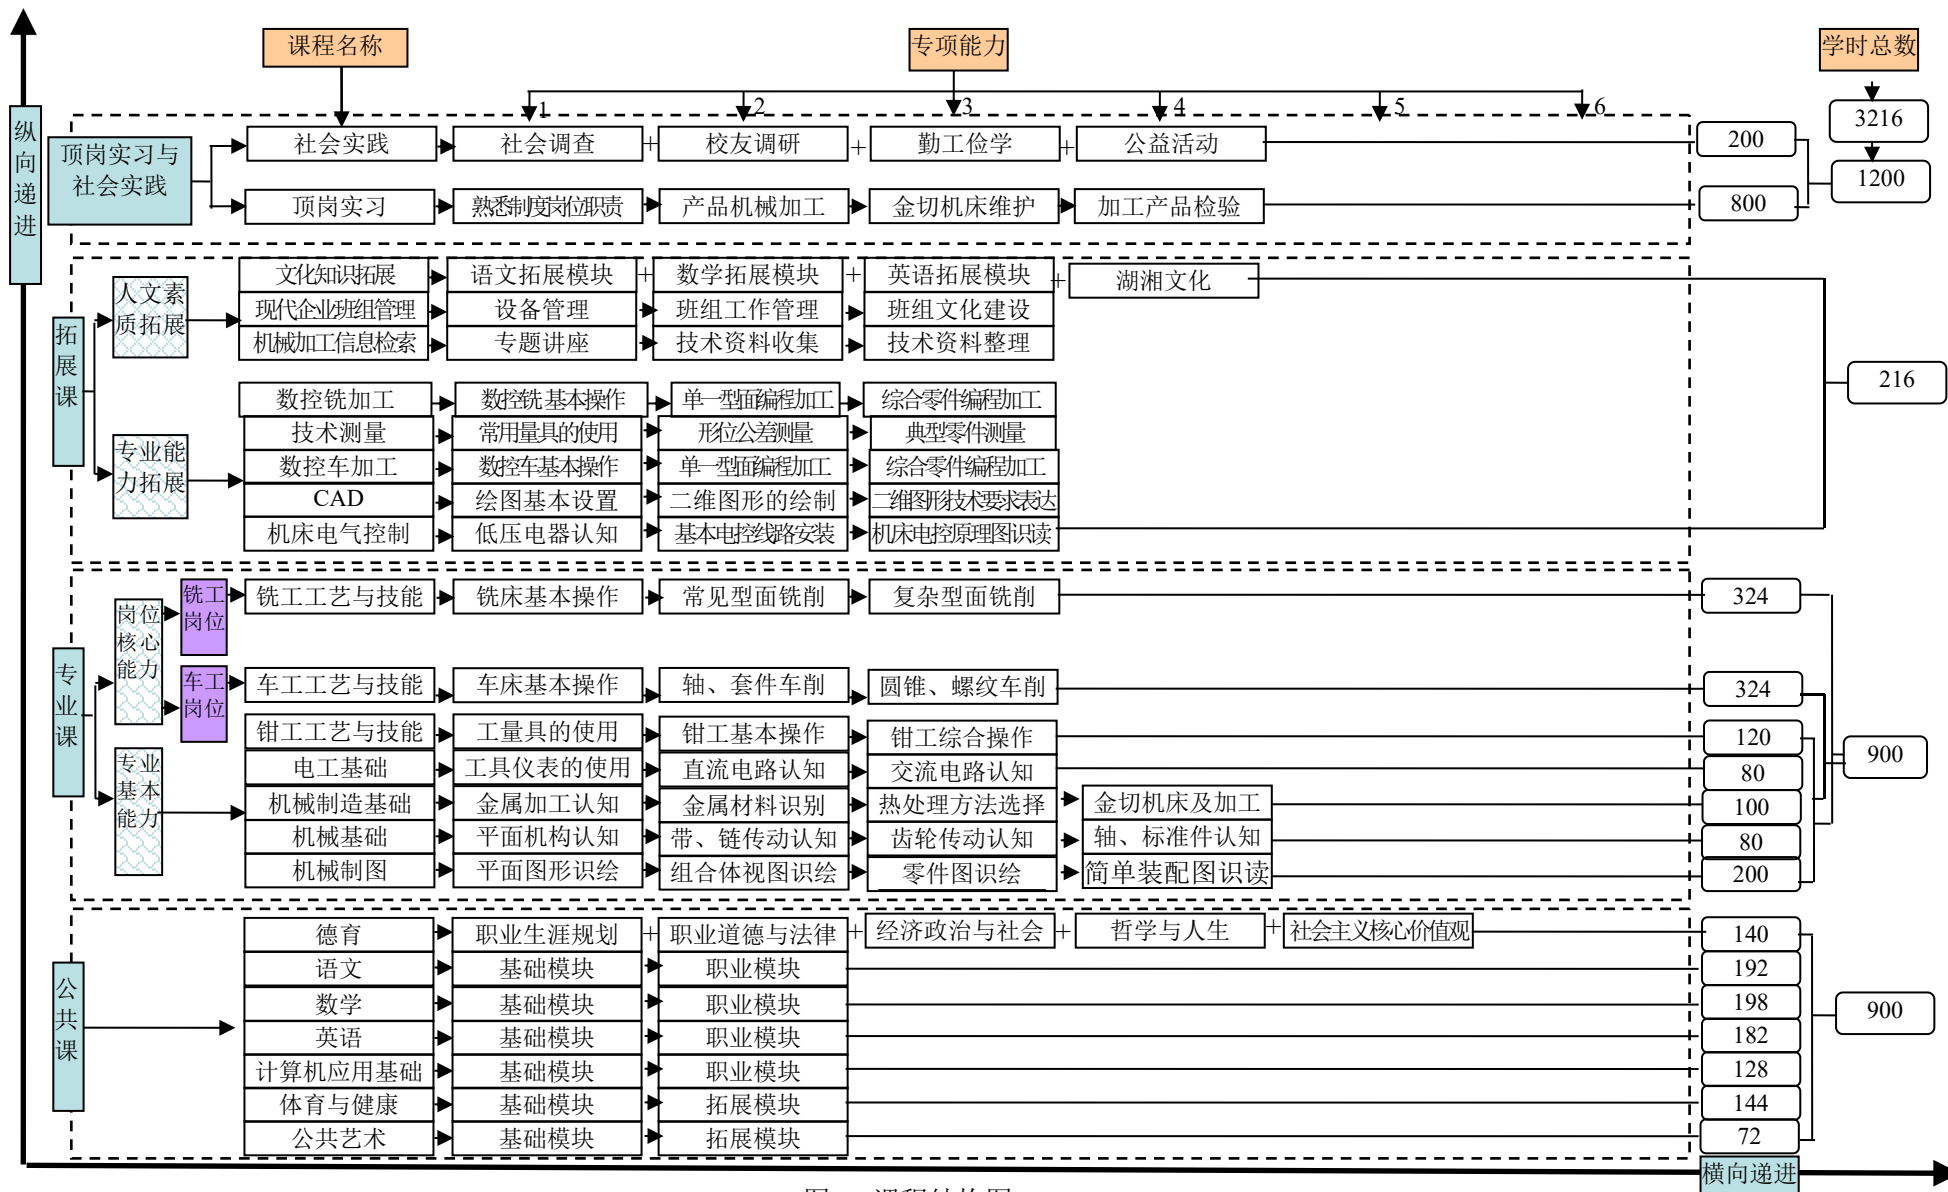 课程名称
专项能力
学时总数
1
2
3
4
5
6
纵向递进
3216
顶岗实习与
社会实践
社会实践
社会调查
+
校友调研
+
勤工俭学
+
公益活动
200
1200
顶岗实习
熟悉制度岗位职责
产品机械加工
金切机床维护
加工产品检验
800
拓展课
人文素
质拓展
文化知识拓展
语文拓展模块
+
数学拓展模块
+
英语拓展模块
+
湖湘文化
现代企业班组管理
设备管理
班组工作管理
班组文化建设
机械加工信息检索
专题讲座
技术资料收集
技术资料整理
216
专业能
力拓展
数控铣加工
数控铣基本操作
单一型面编程加工
综合零件编程加工
技术测量
常用量具的使用
形位公差测量
典型零件测量
数控车加工
数控车基本操作
单一型面编程加工
综合零件编程加工
CAD
绘图基本设置
二维图形的绘制
二维图形技术要求表达
机床电气控制
低压电器认知
基本电控线路安装
机床电控原理图识读
专业课
岗位
核心
能力
铣工
岗位
铣工工艺与技能
铣床基本操作
常见型面铣削
复杂型面铣削
324
车工
岗位
车工工艺与技能
车床基本操作
轴、套件车削
圆锥、螺纹车削
324
专业
基本
能力
钳工工艺与技能
工量具的使用
钳工基本操作
钳工综合操作
120
900
电工基础
工具仪表的使用
直流电路认知
交流电路认知
80
机械制造基础
金属加工认知
金属材料识别
热处理方法选择
金切机床及加工
100
机械基础
平面机构认知
带、链传动认知
齿轮传动认知
轴、标准件认知
80
机械制图
平面图形识绘
组合体视图识绘
零件图识绘
简单装配图识读
200
公共课
德育
职业生涯规划
+
职业道德与法律
+
经济政治与社会
+
哲学与人生
+
社会主义核心价值观
140
语文
基础模块
职业模块
192
数学
基础模块
职业模块
198
900
英语
基础模块
职业模块
182
计算机应用基础
基础模块
职业模块
128
体育与健康
基础模块
拓展模块
144
公共艺术
基础模块
拓展模块
72
横向递进